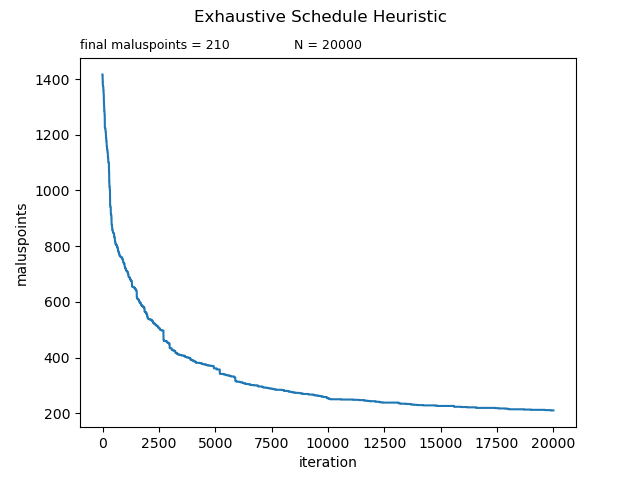 Exhaustive Schedule Heuristic
final maluspoints = 210 N = 20000
1400
1200
1000
800
600
400
200
maluspoints
0 2500 5000 7500 10000 12500 15000 17500 20000
iteration